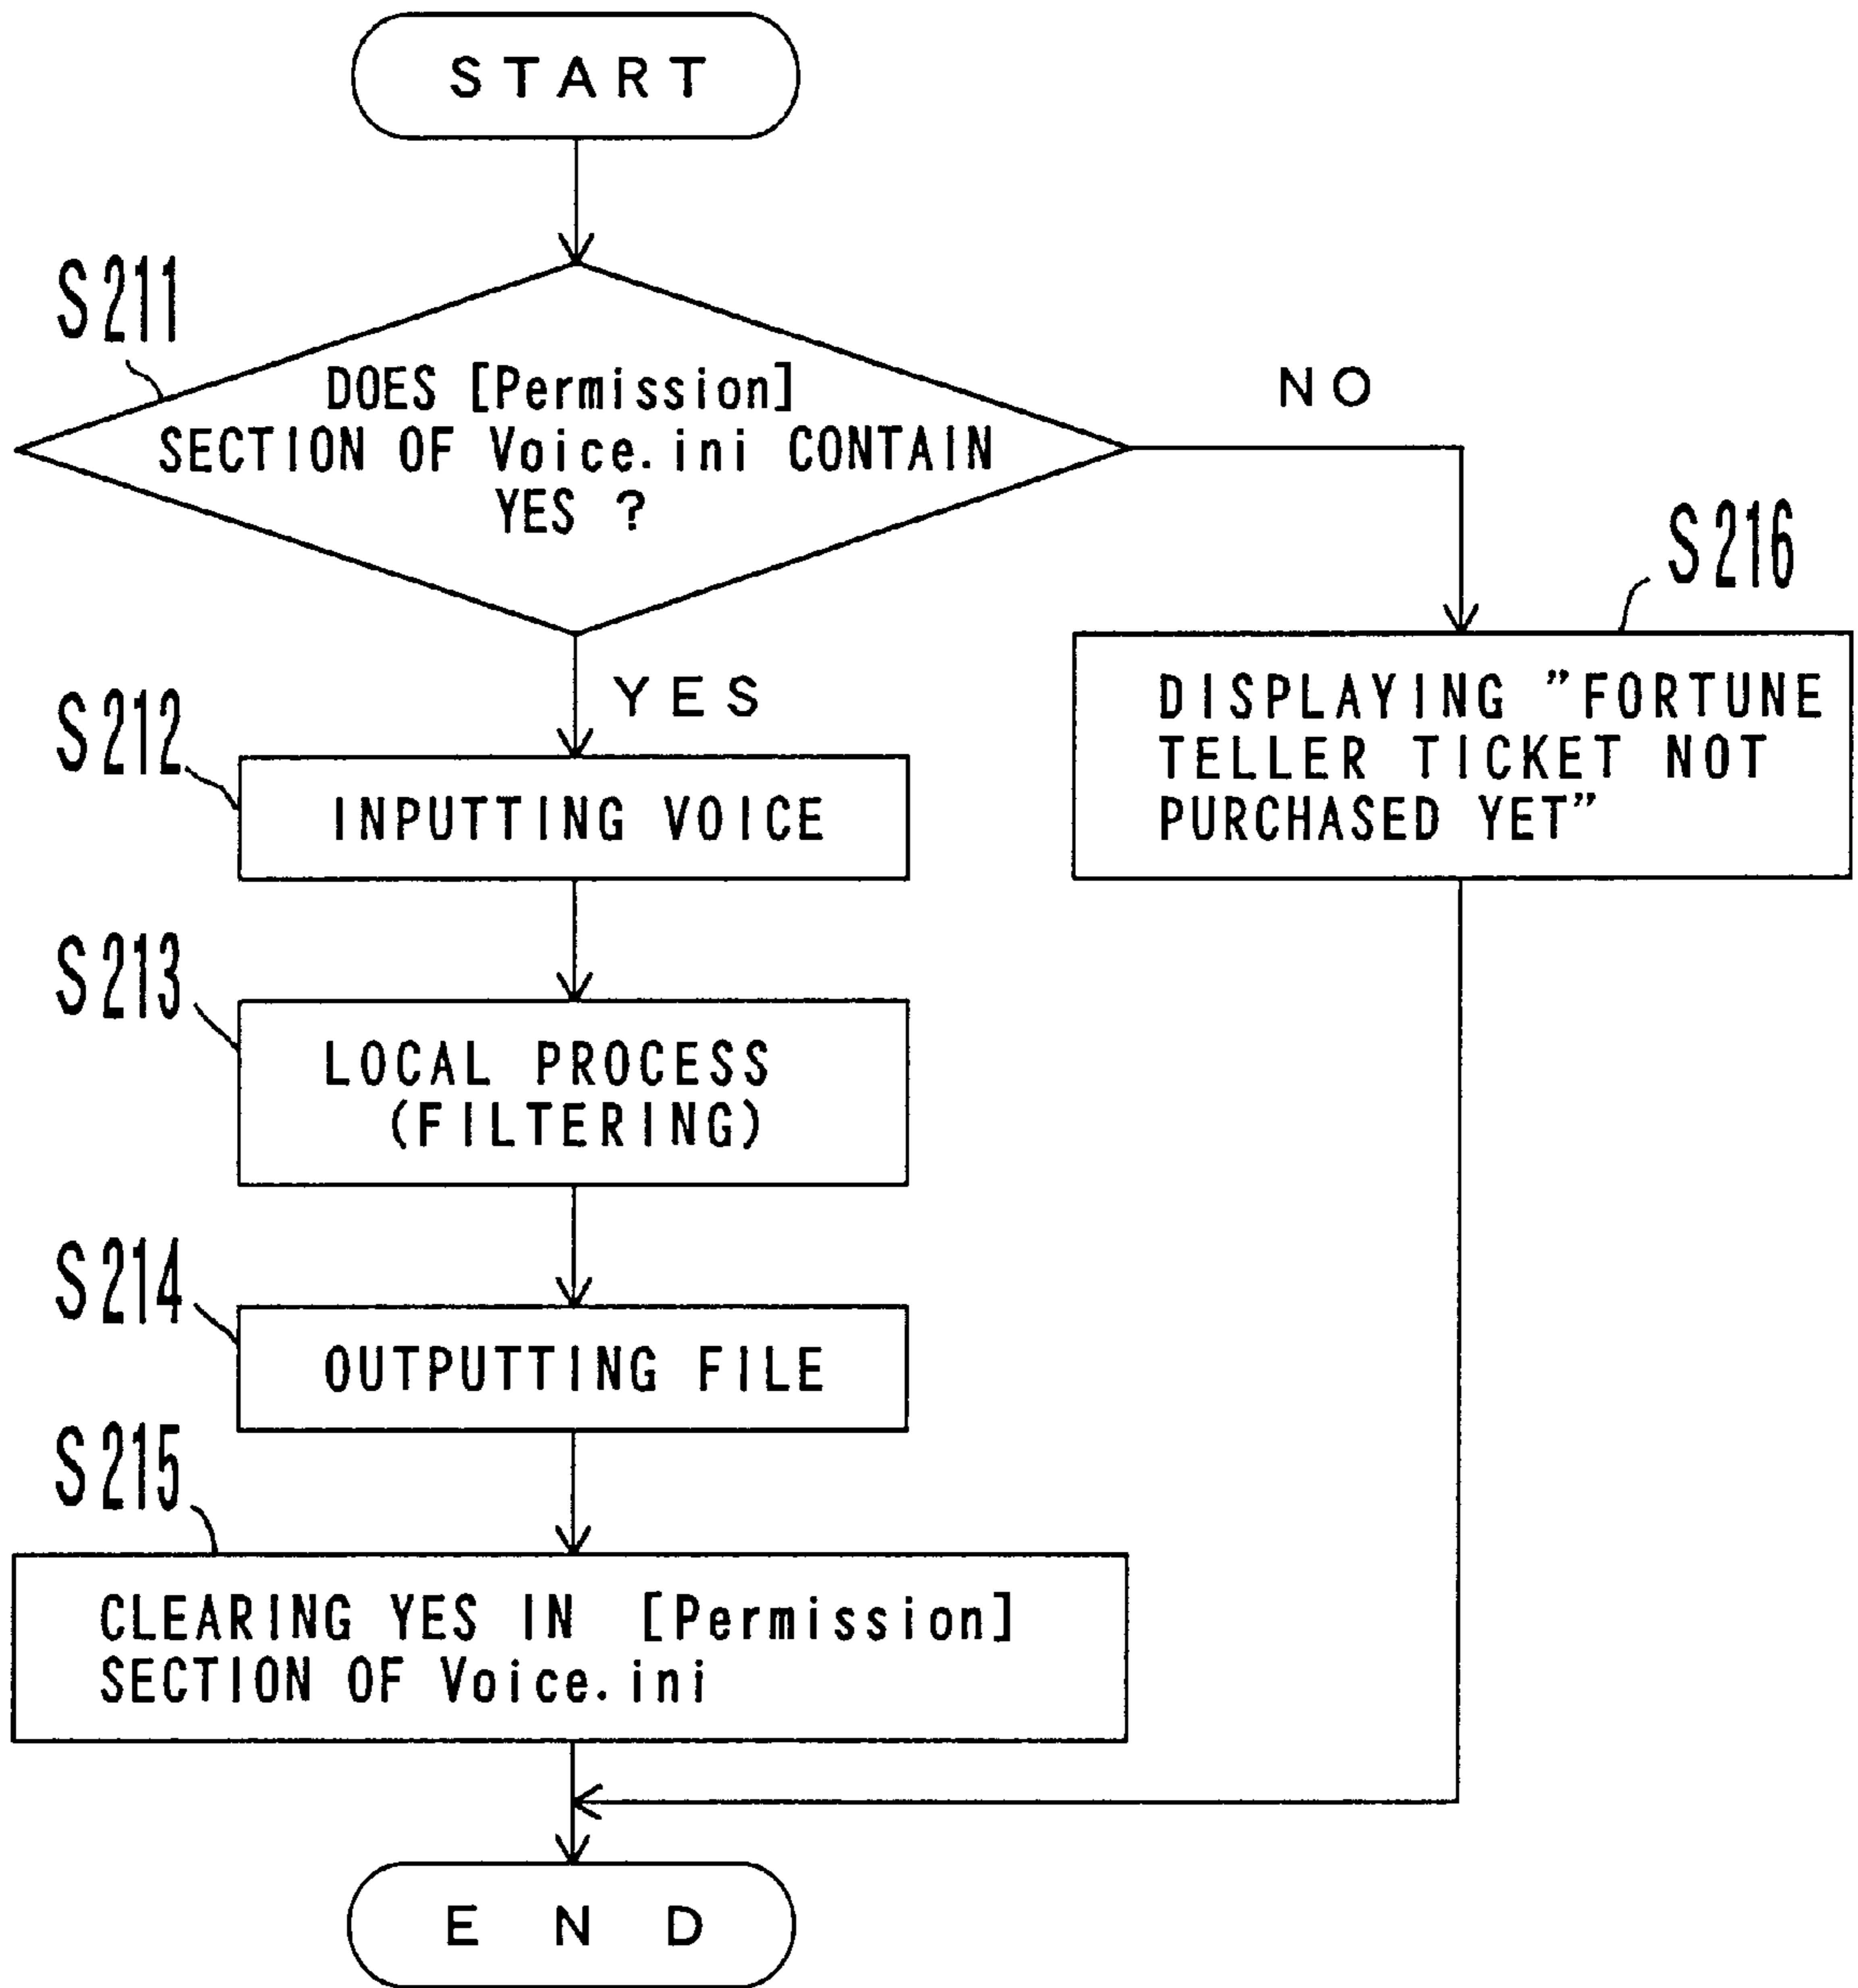 START
S211
DOES [Permission]
SECTION OF Voice.ini CONTAIN
YES ?
NO
S216
DISPLAYING "FORTUNE
TELLER TICKET NOT
PURCHASED YET"
YES
S212
INPUTTING VOICE
S213
LOCAL PROCESS
(FILTERING)
S214
OUTPUTTING FILE
S215
CLEARING YES IN [Permission]
SECTION OF Voice.ini
END